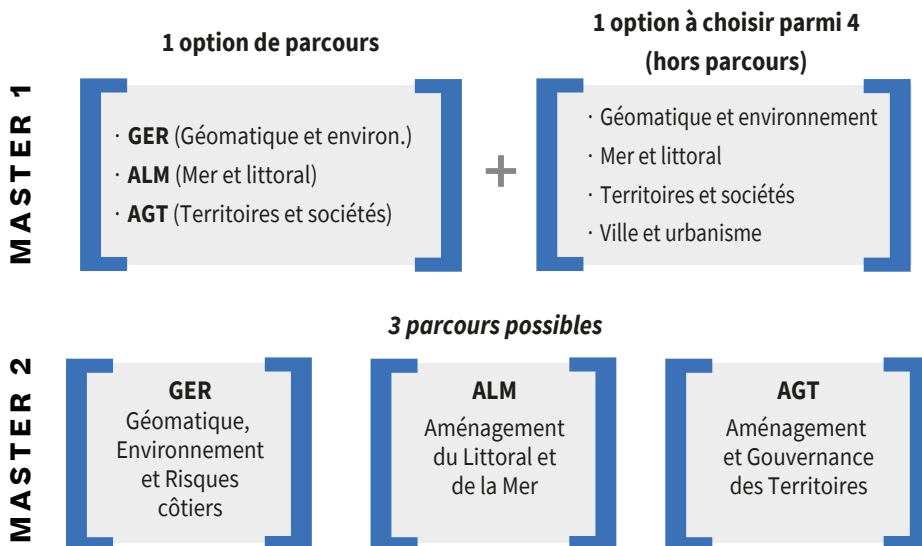 MASTER 1
1 option de parcours
· GER (Géomatique et environ.)
· ALM (Mer et littoral)
· AGT (Territoires et sociétés)
+
1 option à choisir parmi 4
(hors parcours)
· Géomatique et environnement
· Mer et littoral
· Territoires et sociétés
· Ville et urbanisme
MASTER 2
3 parcours possibles
GER
Géomatique,
Environnement
et Risques
côtiers
ALM
Aménagement
du Littoral et
de la Mer
AGT
Aménagement
et Gouvernance
des Territoires